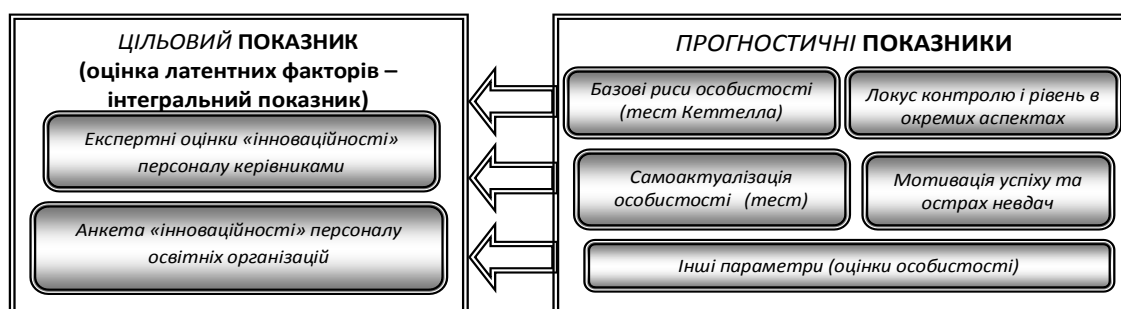 ЦІЛЬОВИЙ ПОКАЗНИК
(оцінка латентних факторів –
інтегральний показник)
Експертні оцінки «інноваційності»
персоналу керівниками
Анкета «інноваційності» персоналу
освітніх організацій
ПРОГНОСТИЧНІ ПОКАЗНИКИ
Базові риси особистості
(тест Кеттелла)
Локус контролю і рівень в
окремих аспектах
Самоактуалізація
особистості (тест)
Мотивація успіху та
острах невдач
Інші параметри (оцінки особистості)